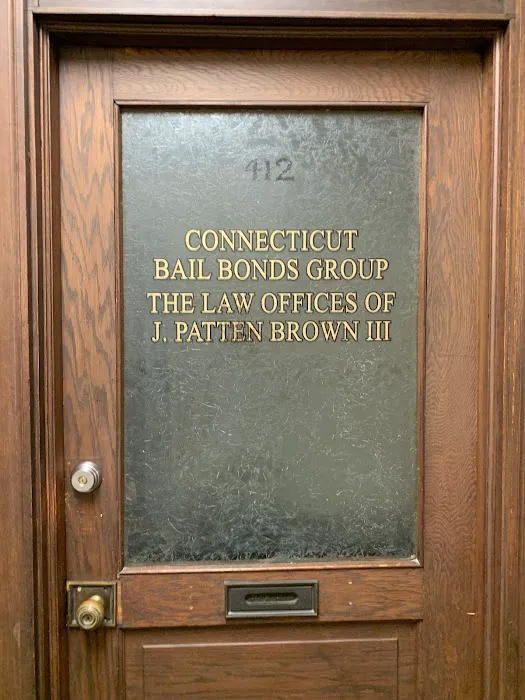 412
CONNECTICUT
BAIL BONDS GROUP
THE LAW OFFICES OF
J. PATTEN BROWN III